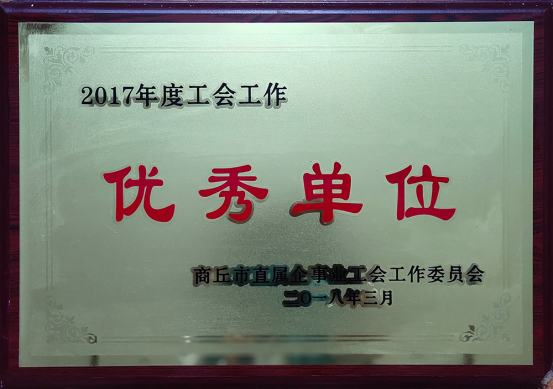 2017年度工会工作
优秀单位
商丘市直属企事业工会工作委员会
二〇一八年三月